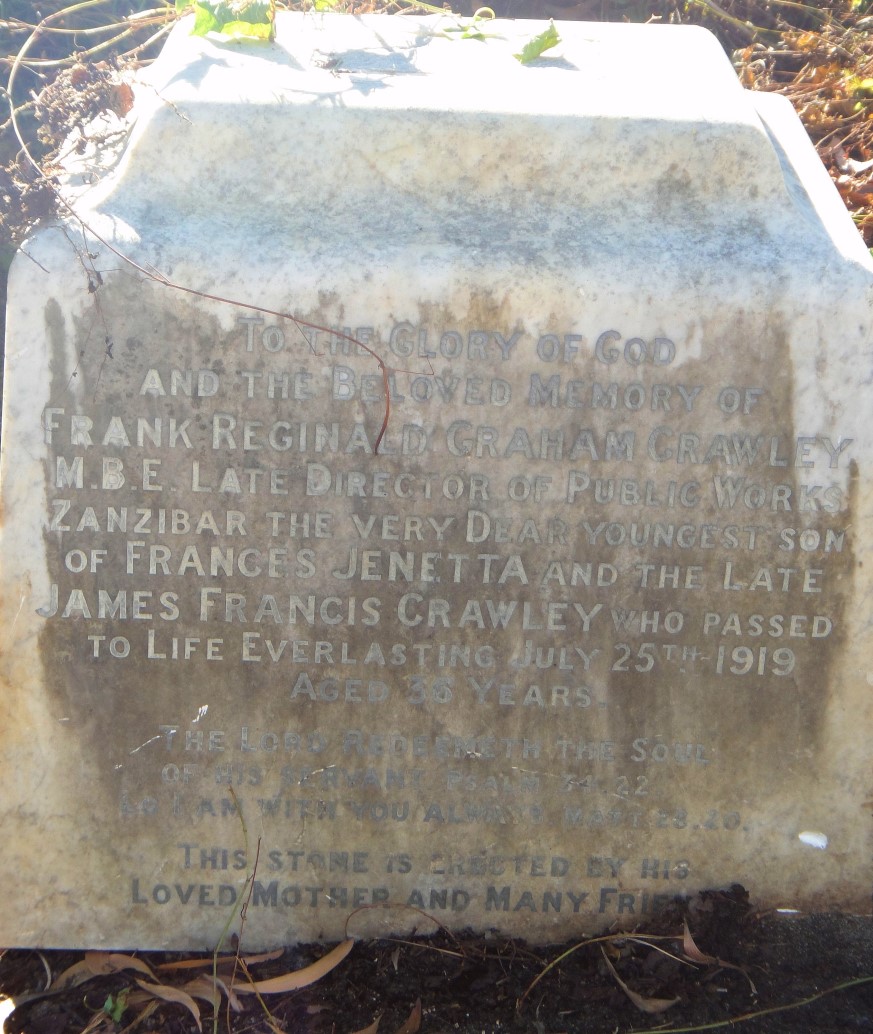 TO THE GLORY OF GOD
AND THE BELOVED MEMORY OF
FRANK REGINALD GRAHAM CRAWLEY
M.B.E. LATE DIRECTOR OF PUBLIC WORKS
ZANZIBAR THE VERY DEAR YOUNGEST SON
OF FRANCES JENETTA AND THE LATE
JAMES FRANCIS CRAWLEY WHO PASSED
TO LIFE EVERLASTING JULY 25TH 1919
AGED 38 YEARS.
THE LORD REDEEMETH THE SOUL
OF HIS SERVANT PSALM 34.22
LO I AM WITH YOU ALWAYS MATT 28.20.
THIS STONE IS ERECTED BY HIS
LOVED MOTHER AND MANY